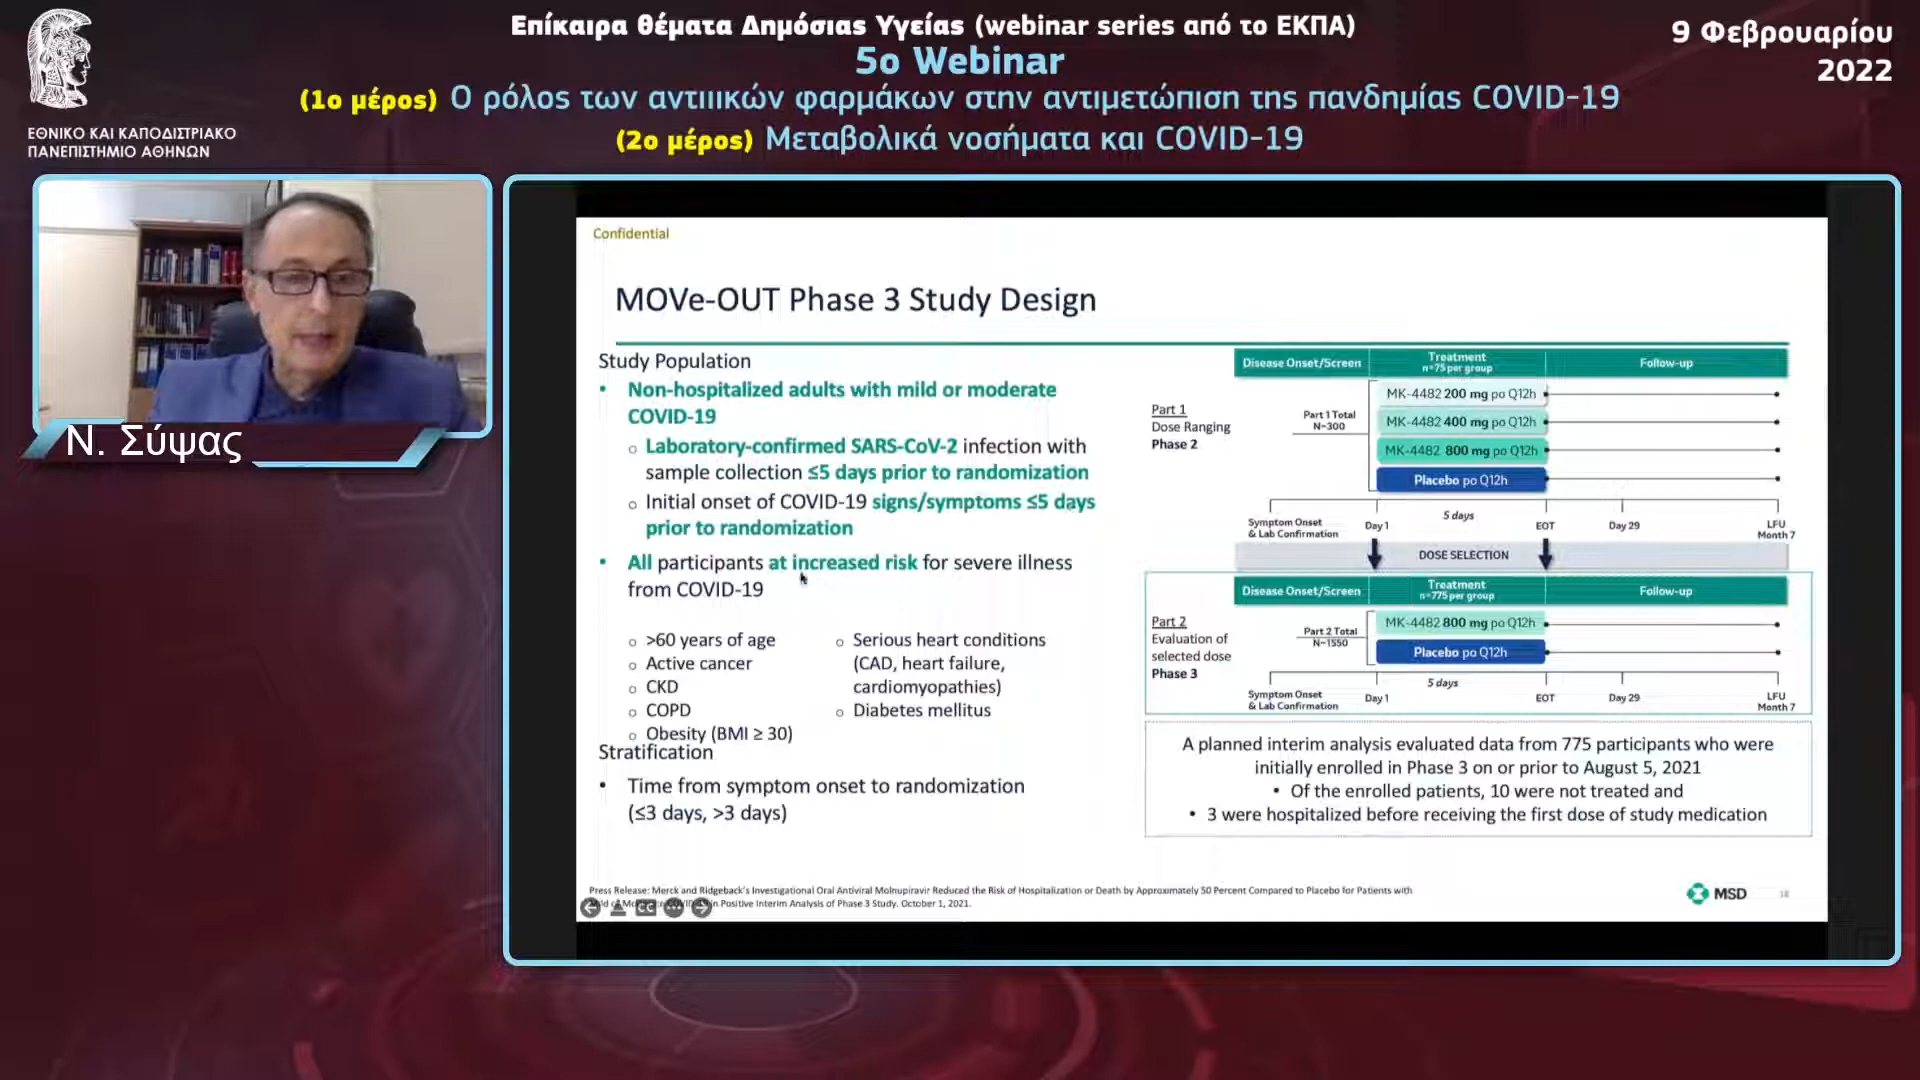 Επίκαιρα θέματα Δημόσιας Υγείας (webinar series από το ΕΚΠΑ)
5ο Webinar
(1ο μέρος) Ο ρόλος των αντιιικών φαρμάκων στην αντιμετώπιση της πανδημίας COVID-19
(2ο μέρος) Μεταβολικά νοσήματα και COVID-19
9 Φεβρουαρίου
2022
ΕΘΝΙΚΟ ΚΑΙ ΚΑΠΟΔΙΣΤΡΙΑΚΟ
ΠΑΝΕΠΙΣΤΗΜΙΟ ΑΘΗΝΩΝ
Ν. Σύψας
Confidential
MOVe-OUT Phase 3 Study Design
Study Population
• Non-hospitalized adults with mild or moderate
COVID-19
o Laboratory-confirmed SARS-CoV-2 infection with
sample collection ≤5 days prior to randomization
o Initial onset of COVID-19 signs/symptoms ≤5 days
prior to randomization
• All participants at increased risk for severe illness
from COVID-19
o >60 years of age
o Active cancer
o CKD
o COPD
o Obesity (BMI ≥ 30)
o Serious heart conditions
(CAD, heart failure,
cardiomyopathies)
o Diabetes mellitus
Stratification
• Time from symptom onset to randomization
(≤3 days, >3 days)
Disease Onset/Screen
Treatment
n=75 per group
Follow-up
Part 1
Dose Ranging
Phase 2
Part 1 Total
N~300
MK-4482 200 mg po Q12h
MK-4482 400 mg po Q12h
MK-4482 800 mg po Q12h
Placebo po Q12h
5 days
Symptom Onset
& Lab Confirmation
Day 1
EOT
Day 29
LFU
Month 7
DOSE SELECTION
Disease Onset/Screen
Treatment
n=775 per group
Follow-up
Part 2
Evaluation of
selected dose
Phase 3
Part 2 Total
N~1550
MK-4482 800 mg po Q12h
Placebo po Q12h
5 days
Symptom Onset
& Lab Confirmation
Day 1
EOT
Day 29
LFU
Month 7
A planned interim analysis evaluated data from 775 participants who were
initially enrolled in Phase 3 on or prior to August 5, 2021
• Of the enrolled patients, 10 were not treated and
• 3 were hospitalized before receiving the first dose of study medication
Press Release: Merck and Ridgeback's Investigational Oral Antiviral Molnupiravir Reduced the Risk of Hospitalization or Death by Approximately 50 Percent Compared to Placebo for Patients with
in Positive Interim Analysis of Phase 3 Study. October 1, 2021.
CC
MSD
18